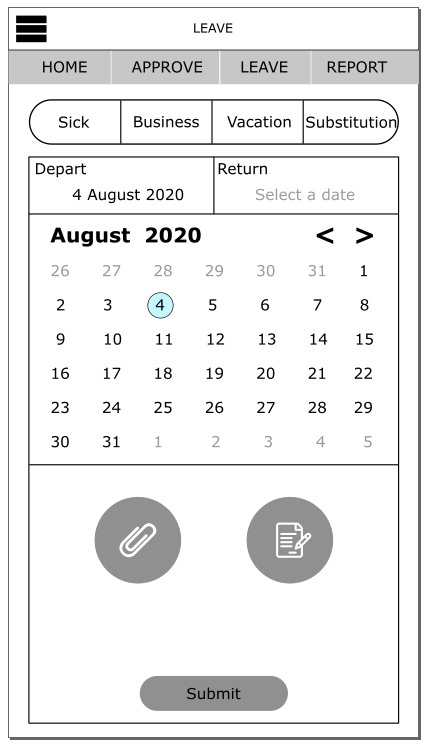 LEAVE
HOME APPROVE LEAVE REPORT
Sick Business Vacation Substitution
Depart Return
4 August 2020 Select a date
August 2020 < >
26 27 28 29 30 31 1
2 3 4 5 6 7 8
9 10 11 12 13 14 15
16 17 18 19 20 21 22
23 24 25 26 27 28 29
30 31 1 2 3 4 5
Submit